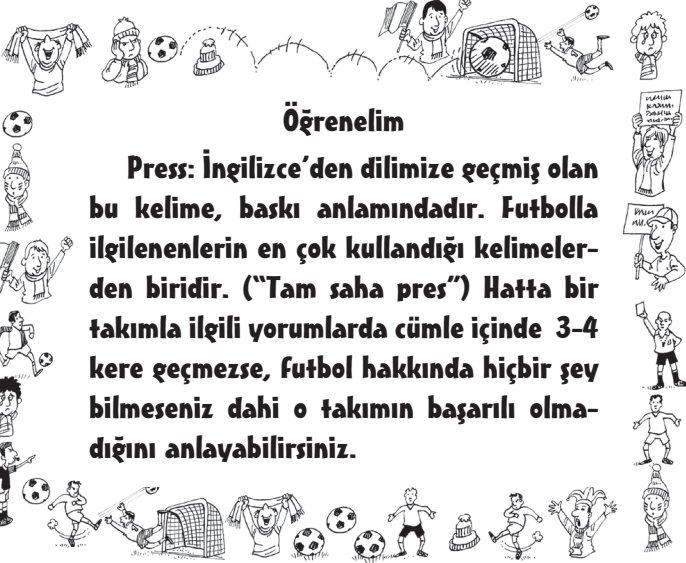 Öğrenelim
Press: İngilizce’den dilimize geçmiş olan
bu kelime, baskı anlamındadır. Futbolla
ilgilenenlerin en çok kullandığı kelimeler-
den biridir. (“Tam saha pres”) Hatta bir
takımla ilgili yorumlarda cümle içinde 3-4
kere geçmezse, futbol hakkında hiçbir şey
bilmeseniz dahi o takımın başarılı olma-
dığını anlayabilirsiniz.